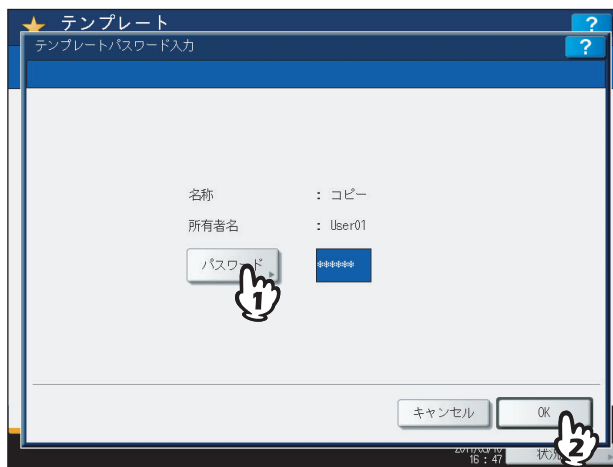 テンプレート ?
テンプレートパスワード入力 ?
名称 : コピー
所有者名 : User01
パスワード ******
1
キャンセル OK
2
16 : 47